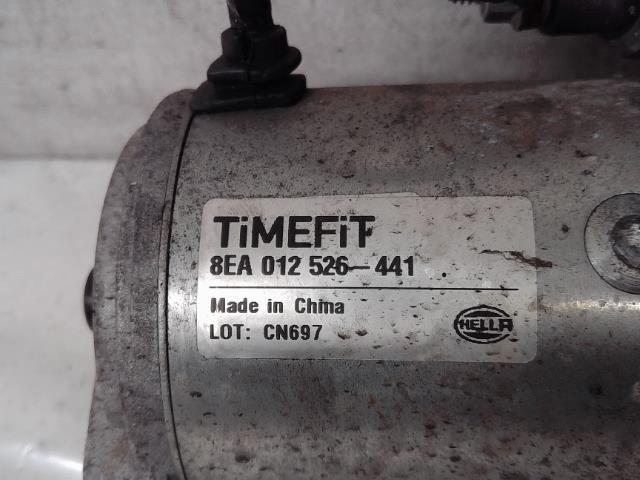 TiMEFiT
8EA 012 526-441
Made in China
LOT: CN697
HELLA